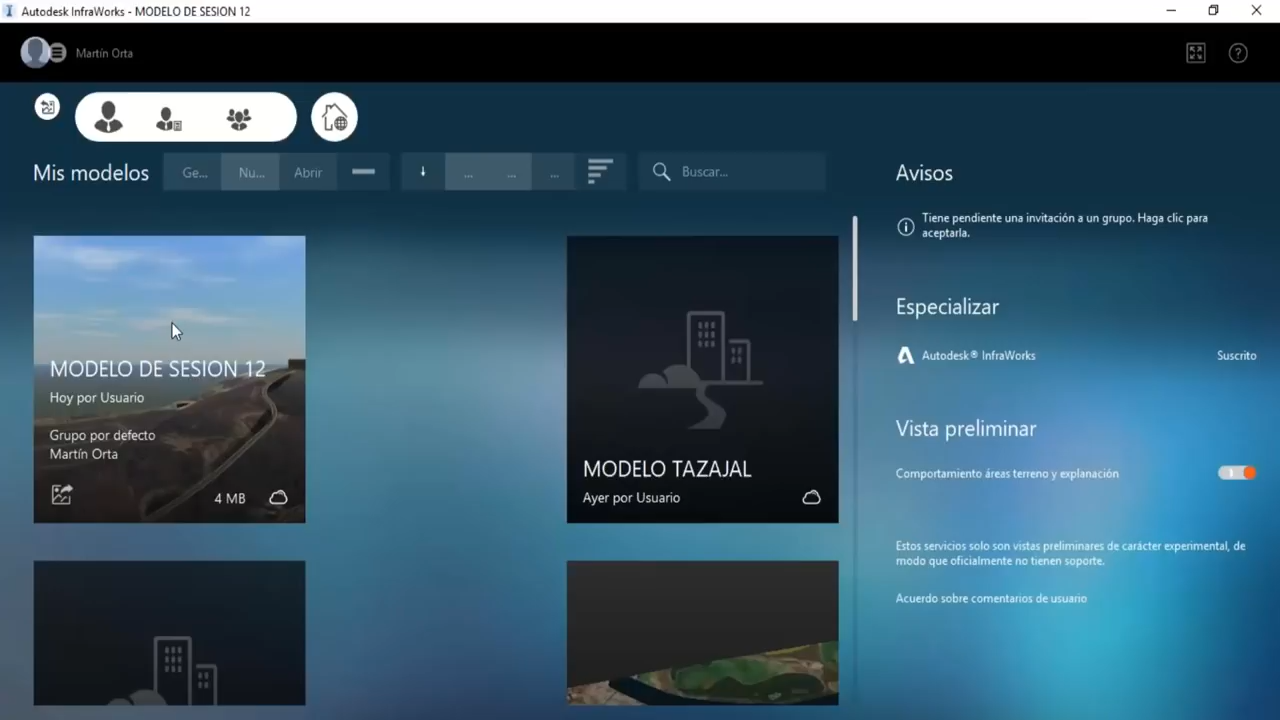 Autodesk InfraWorks - MODELO DE SESION 12
Martín Orta
Mis modelos
Ge...
Nu...
Abrir
...
...
...
Buscar...
MODELO DE SESION 12
Hoy por Usuario
Grupo por defecto
Martín Orta
4 MB
MODELO TAZAJAL
Ayer por Usuario
Avisos
Tiene pendiente una invitación a un grupo. Haga clic para
aceptarla.
Especializar
Autodesk® InfraWorks
Suscrito
Vista preliminar
Comportamiento áreas terreno y explanación
Estos servicios solo son vistas preliminares de carácter experimental, de
modo que oficialmente no tienen soporte.
Acuerdo sobre comentarios de usuario